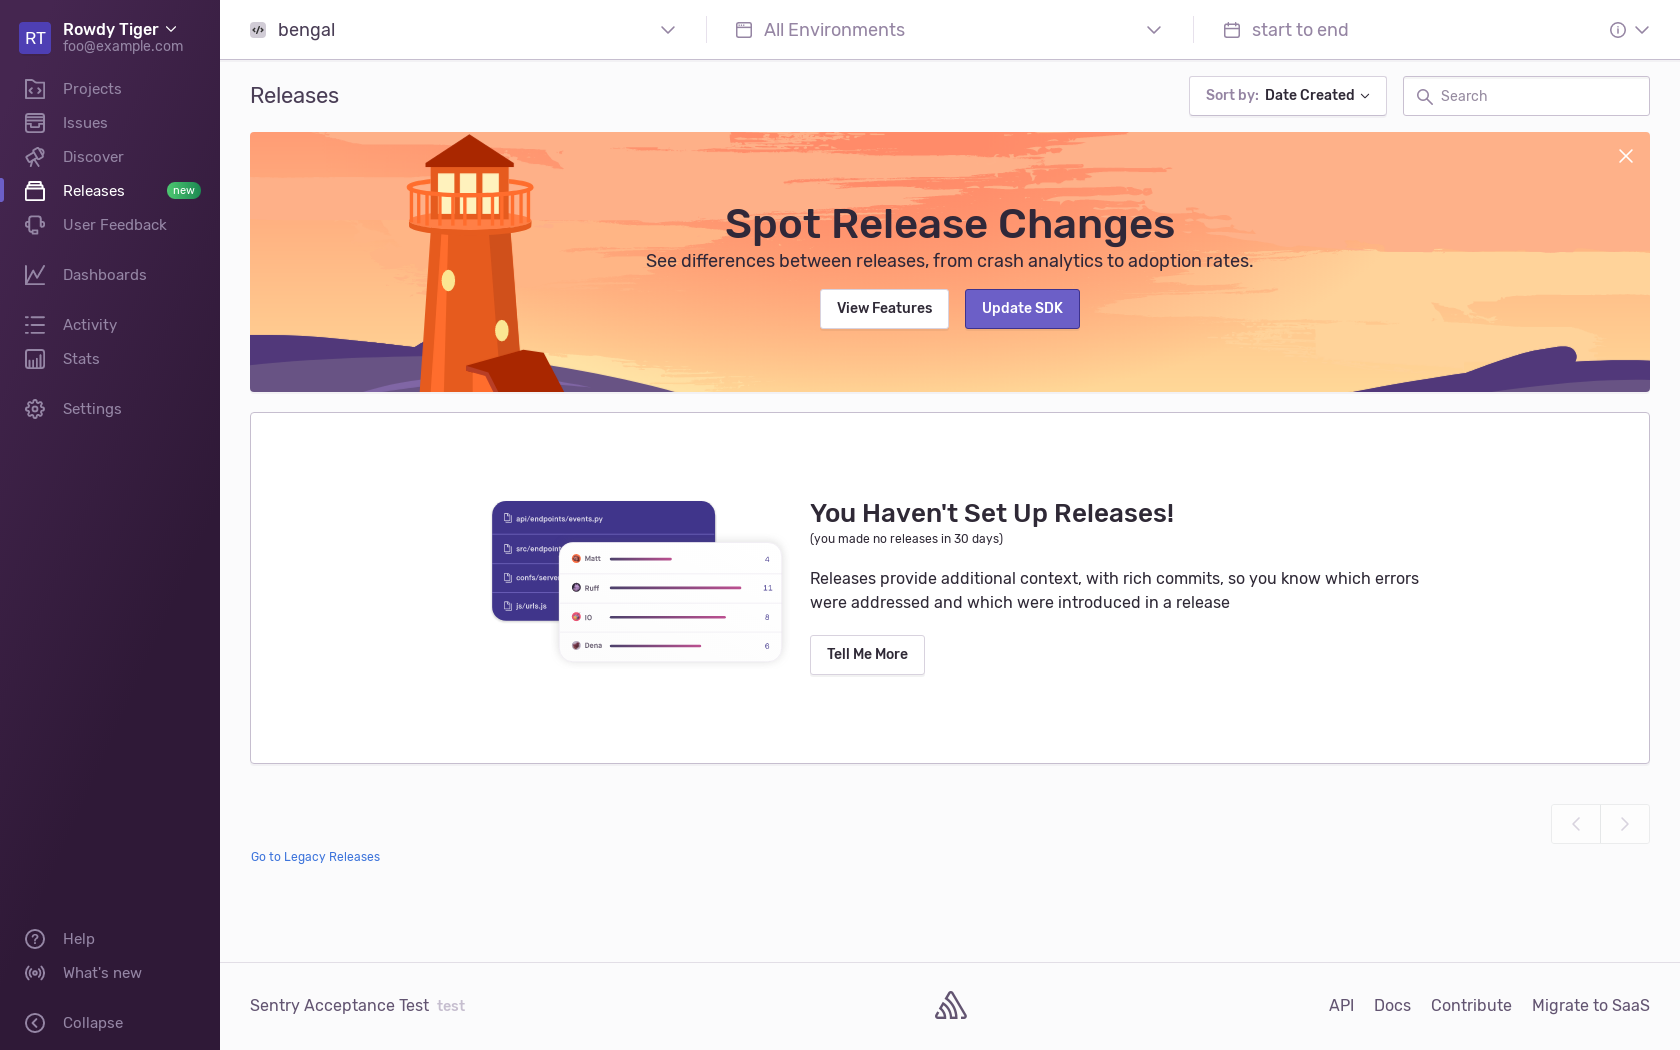 RT
Rowdy Tiger
foo@example.com
Projects
Issues
Discover
Releases new
User Feedback
Dashboards
Activity
Stats
Settings
Help
What's new
Collapse
bengal
All Environments
start to end
Releases
Sort by: Date Created
Search
Spot Release Changes
See differences between releases, from crash analytics to adoption rates.
View Features
Update SDK
api/endpoints/events.py
src/endpoint
confs/server
js/urls.js
Matt 4
Ruff 11
IO 8
Dena 6
You Haven't Set Up Releases!
(you made no releases in 30 days)
Releases provide additional context, with rich commits, so you know which errors
were addressed and which were introduced in a release
Tell Me More
Go to Legacy Releases
Sentry Acceptance Test test
API Docs Contribute Migrate to SaaS